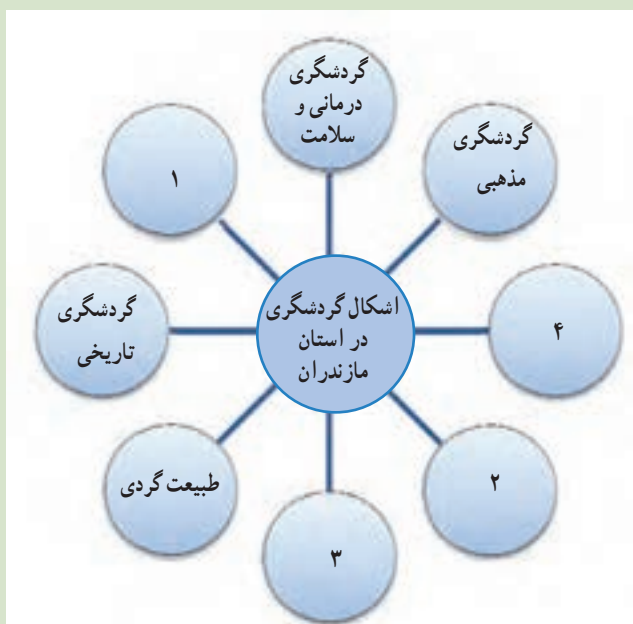 گردشگری
درمانی و
سلامت
گردشگری
مذهبی
۴
۲
۳
طبیعت گردی
گردشگری
تاریخی
۱
اشکال گردشگری
در استان
مازندران